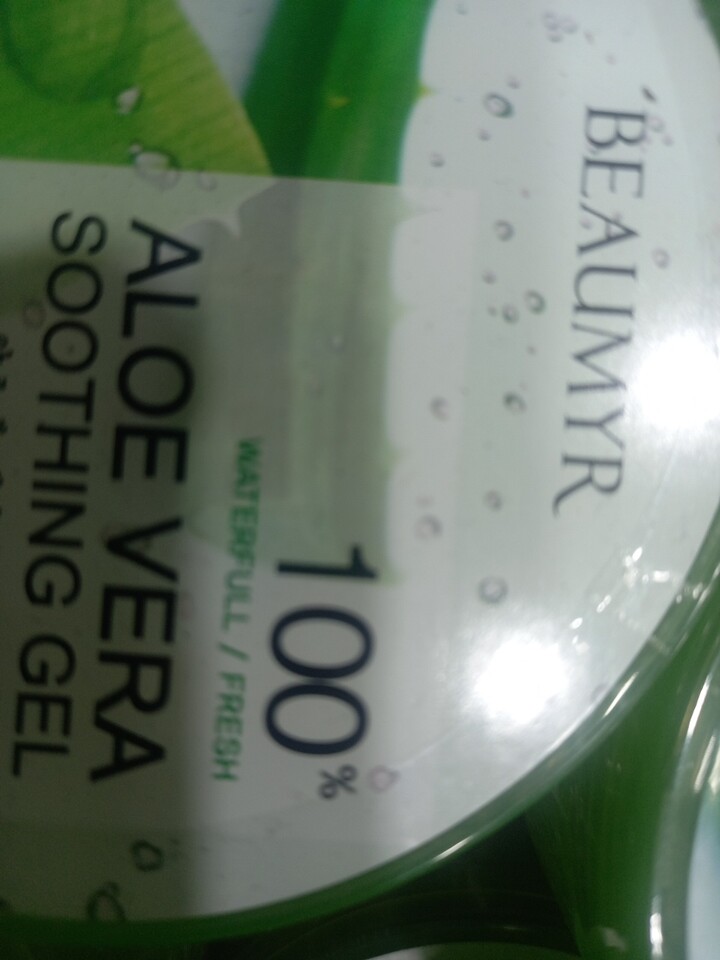 BEAUMYR
100%
WATERFULL / FRESH
ALOE VERA
SOOTHING GEL